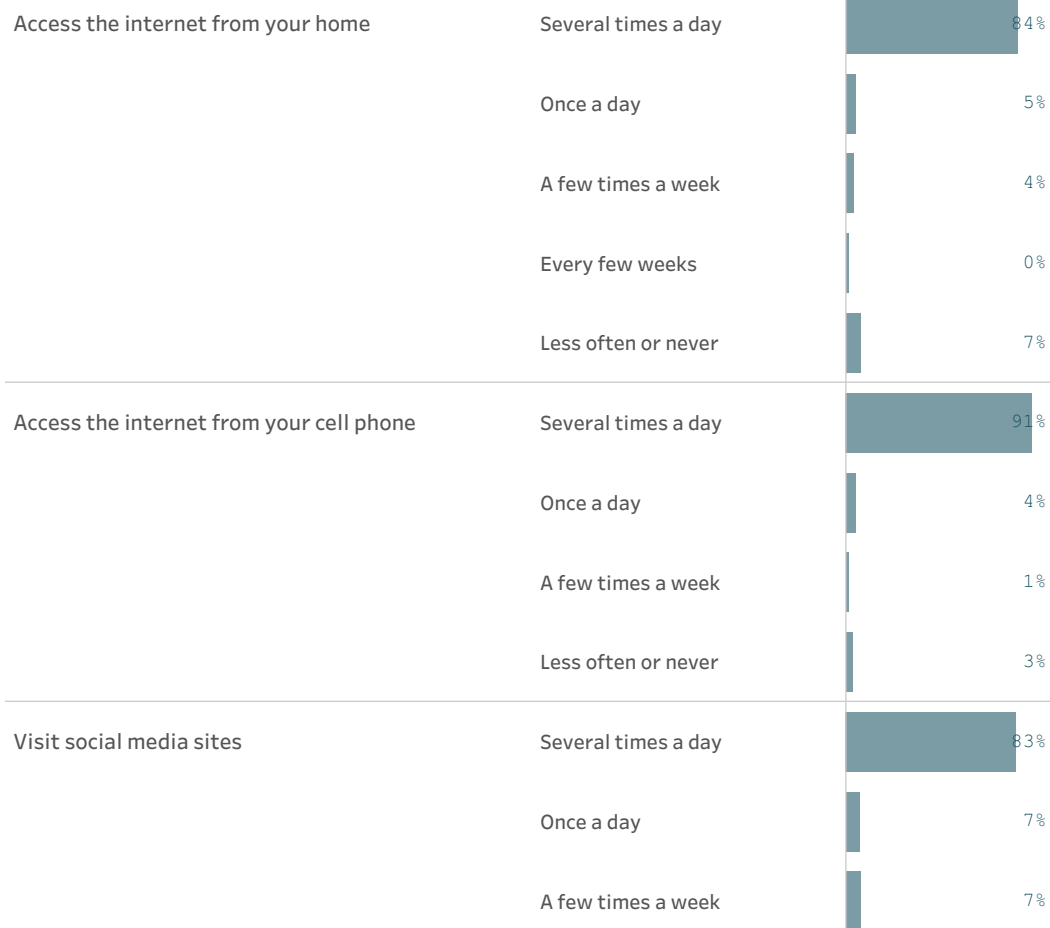 Access the internet from your home Several times a day 84%
Once a day 5%
A few times a week 4%
Every few weeks 0%
Less often or never 7%
Access the internet from your cell phone Several times a day 91%
Once a day 4%
A few times a week 1%
Less often or never 3%
Visit social media sites Several times a day 83%
Once a day 7%
A few times a week 7%